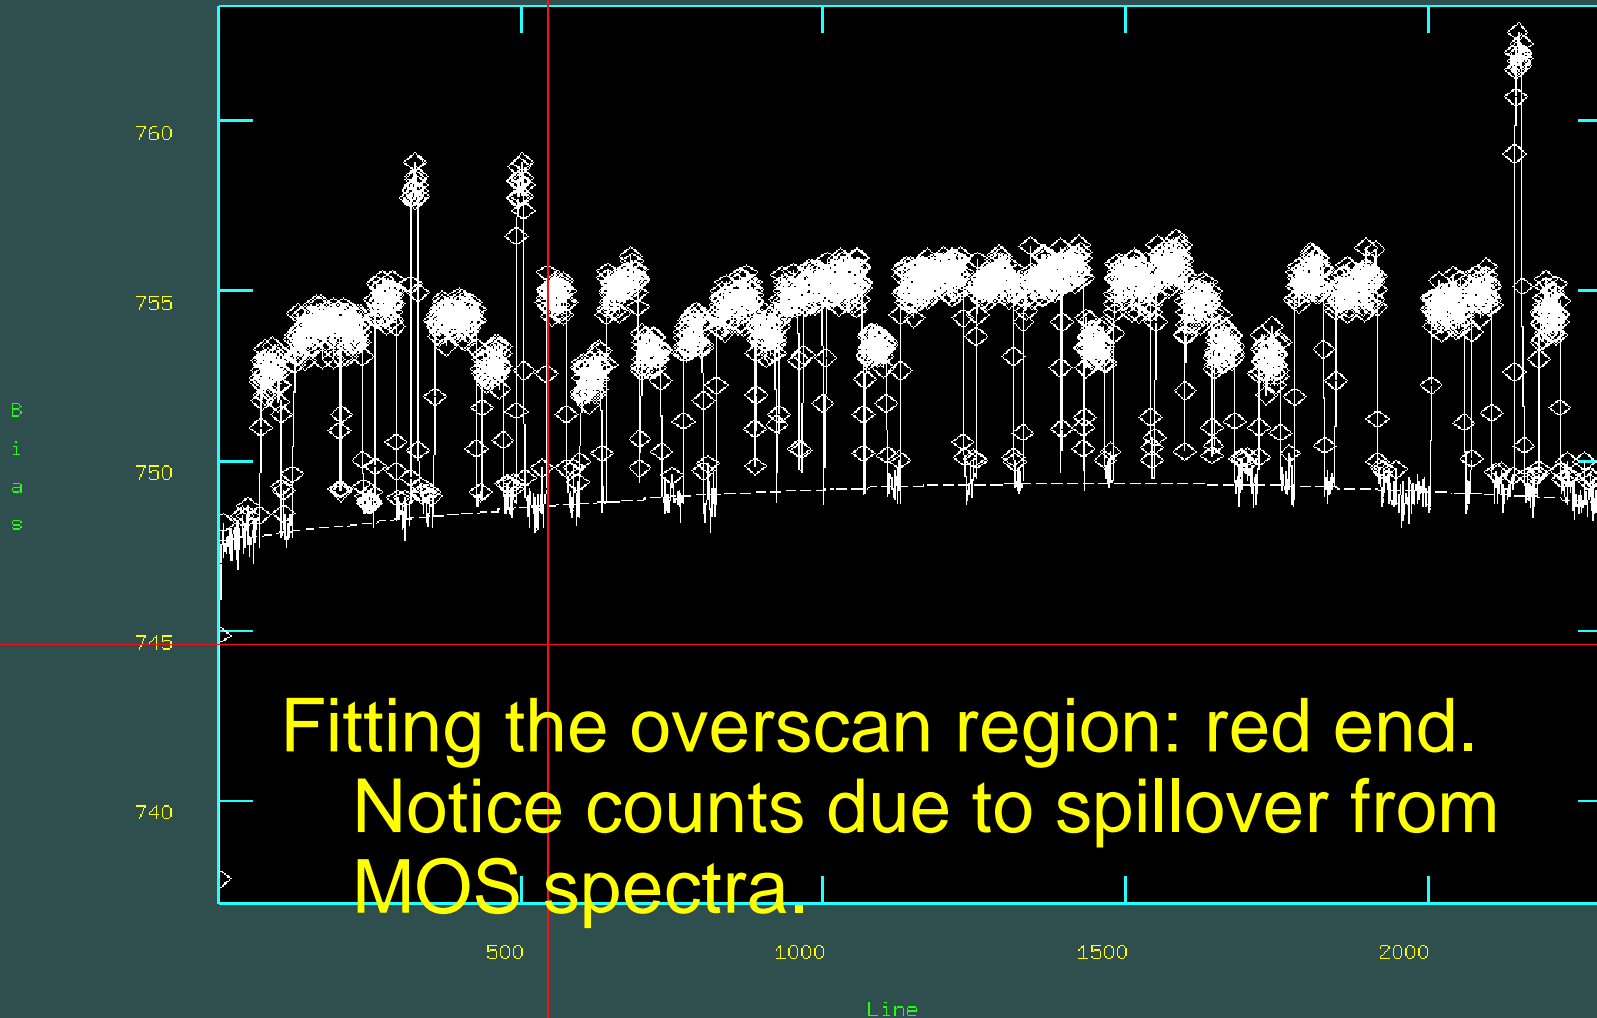 760
755
750
745
740
B
i
a
s
Fitting the overscan region: red end.
Notice counts due to spillover from
MOS spectra.
500
1000
1500
2000
Line